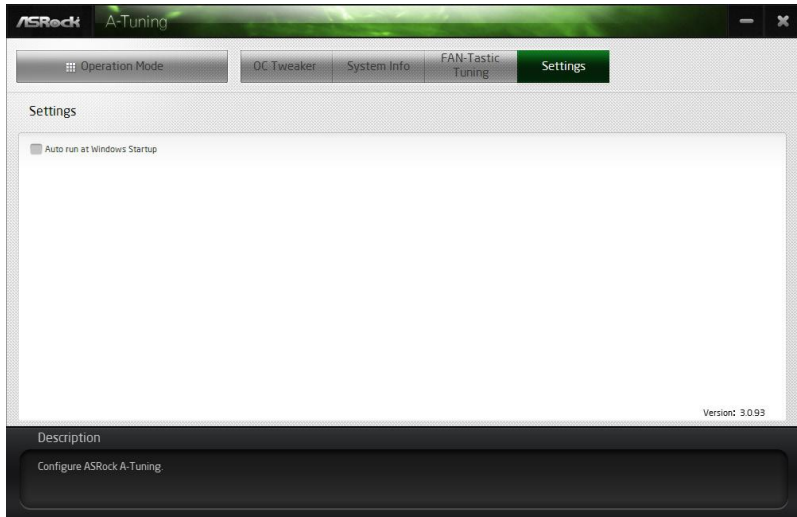 ASRock A-Tuning
Operation Mode
OC Tweaker
System Info
FAN-Tastic
Tuning
Settings
Settings
Auto run at Windows Startup
Version: 3.0.93
Description
Configure ASRock A-Tuning.